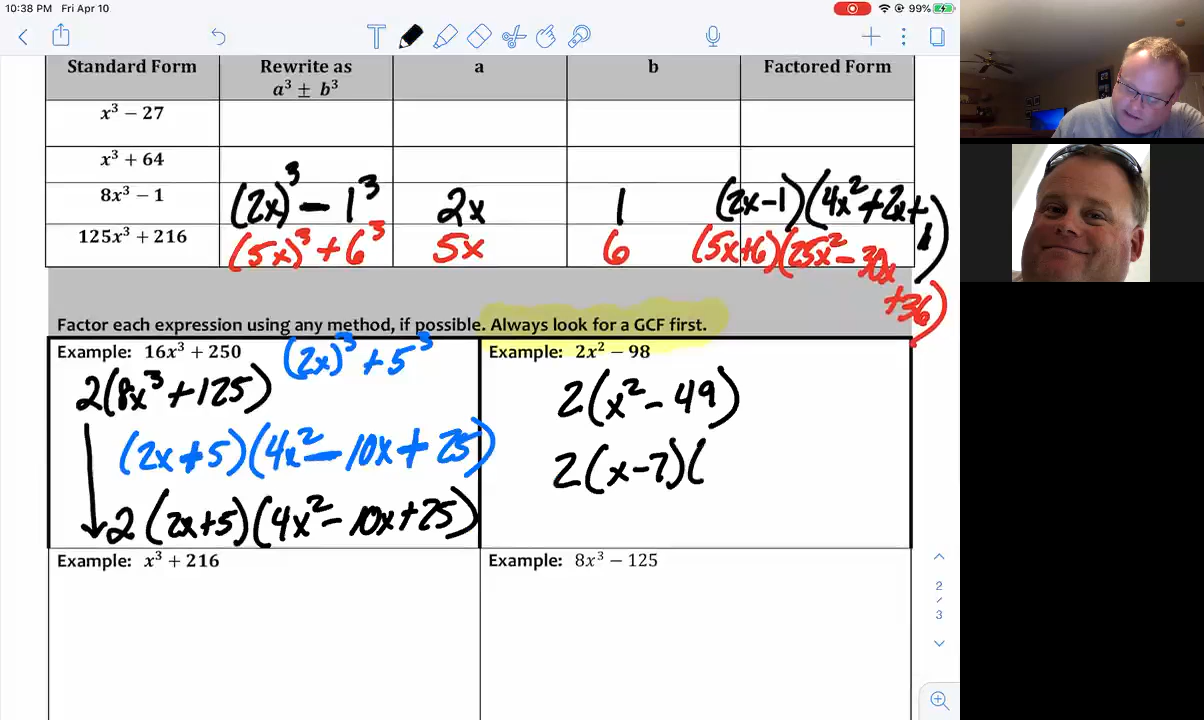 10:38 PM Fri Apr 10 99%
Standard Form Rewrite as a³ ± b³ a b Factored Form
x³ − 27
x³ + 64
8x³ − 1 (2x)³ − 1³ 2x 1 (2x−1)(4x²+2x+1)
125x³ + 216 (5x)³ + 6³ 5x 6 (5x+6)(25x² − 30x +36)
Factor each expression using any method, if possible. Always look for a GCF first.
Example: 16x³ + 250 (2x)³ + 5³
2(8x³ + 125)
(2x + 5)(4x² − 10x + 25)
2(2x+5)(4x² − 10x + 25)
Example: 2x² − 98
2(x² − 49)
2(x − 7)(
Example: x³ + 216
Example: 8x³ − 125
2
/
3